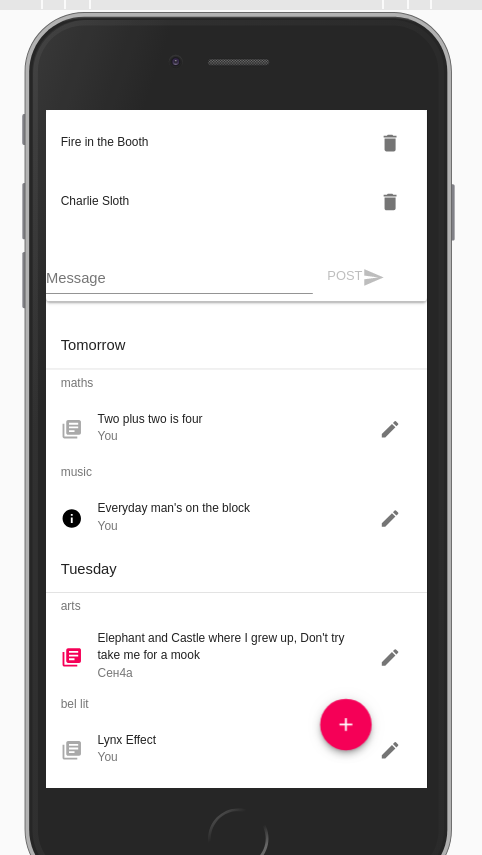 Fire in the Booth
Charlie Sloth
Message
POST
Tomorrow
maths
Two plus two is four
You
music
Everyday man's on the block
You
Tuesday
arts
Elephant and Castle where I grew up, Don't try
take me for a mook
Сен4а
bel lit
Lynx Effect
You